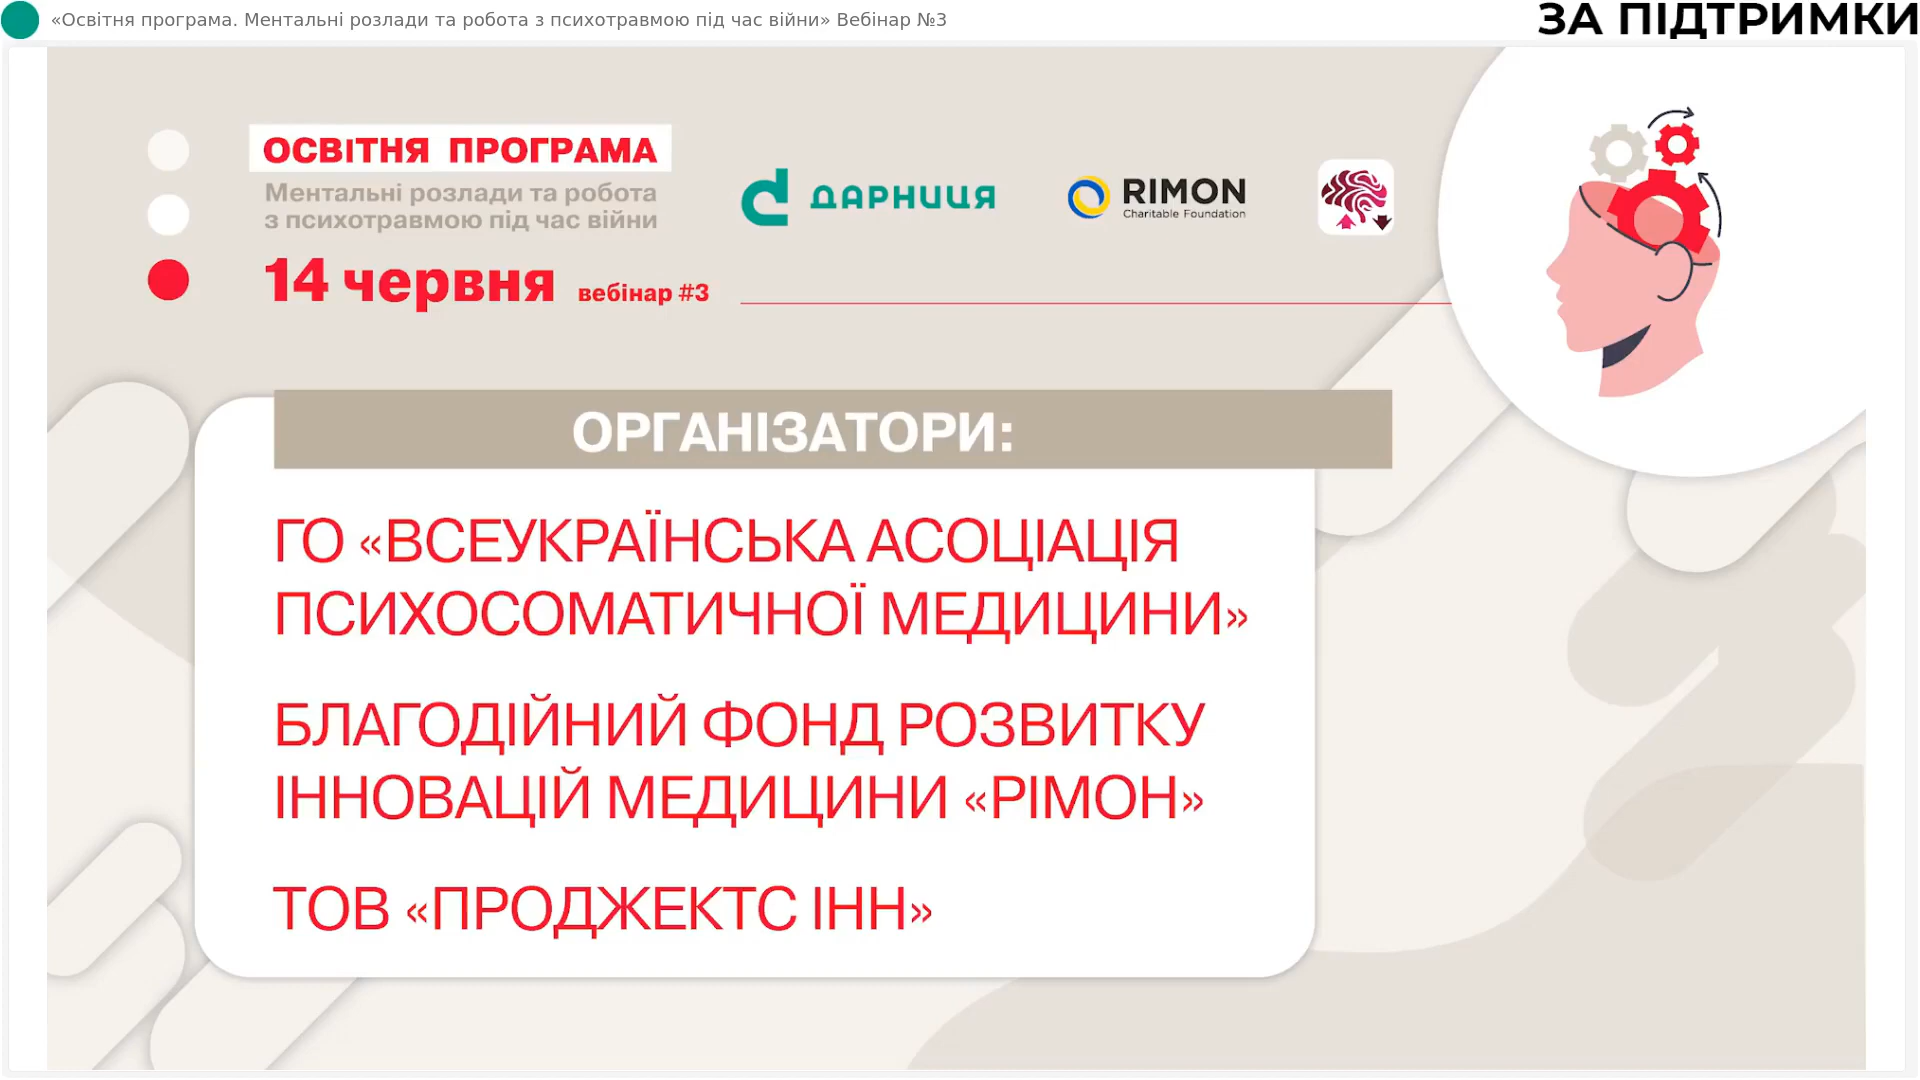 «Освітня програма. Ментальні розлади та робота з психотравмою під час війни» Вебінар №3
ЗА ПІДТРИМКИ
ОСВІТНЯ ПРОГРАМА
Ментальні розлади та робота
з психотравмою під час війни
14 червня вебінар #3
ДАРНИЦЯ
RIMON
Charitable Foundation
ОРГАНІЗАТОРИ:
ГО «ВСЕУКРАЇНСЬКА АСОЦІАЦІЯ
ПСИХОСОМАТИЧНОЇ МЕДИЦИНИ»
БЛАГОДІЙНИЙ ФОНД РОЗВИТКУ
ІННОВАЦІЙ МЕДИЦИНИ «РІМОН»
ТОВ «ПРОДЖЕКТС ІНН»